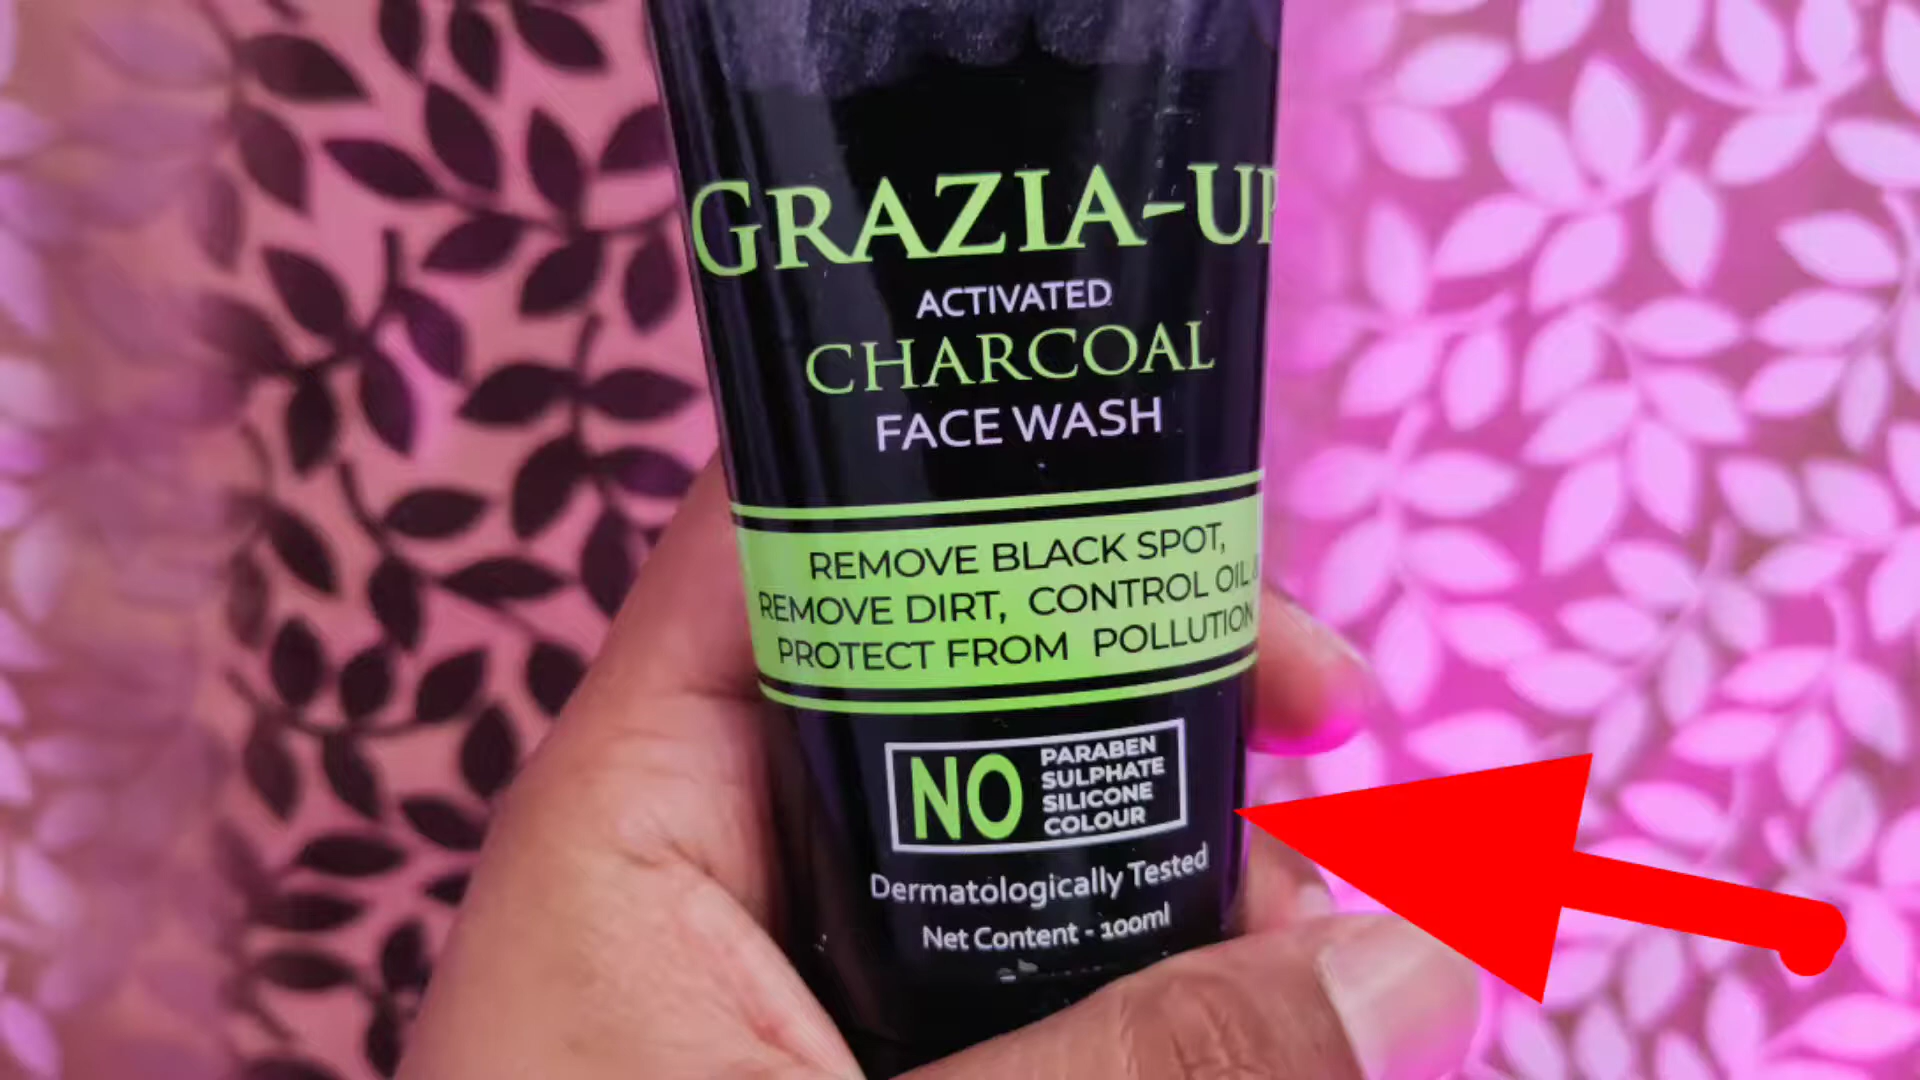 GRAZIA-UP
ACTIVATED
CHARCOAL
FACE WASH
REMOVE BLACK SPOT,
REMOVE DIRT, CONTROL OIL &
PROTECT FROM POLLUTION
NO
PARABEN
SULPHATE
SILICONE
COLOUR
Dermatologically Tested
Net Content - 100ml